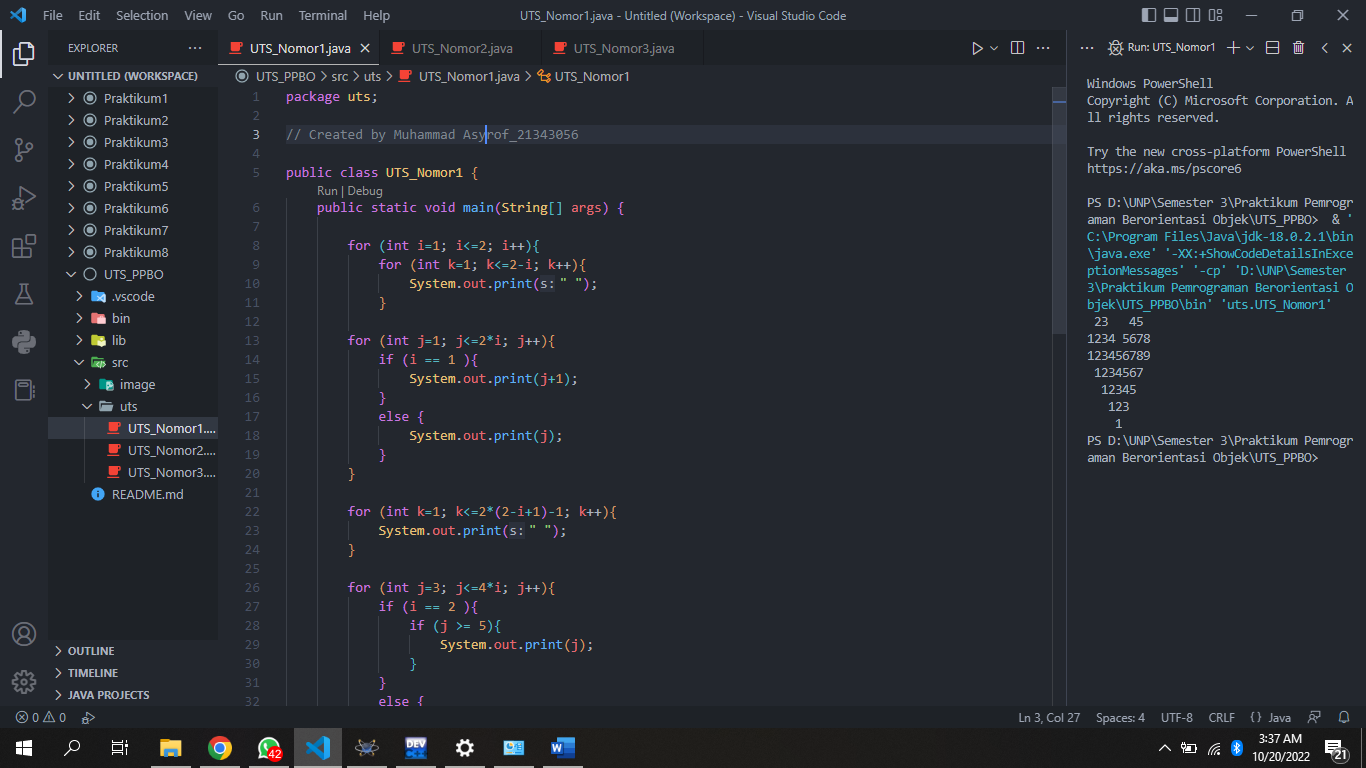 File Edit Selection View Go Run Terminal Help UTS_Nomor1.java - Untitled (Workspace) - Visual Studio Code
EXPLORER ···
UNTITLED (WORKSPACE)
Praktikum1
Praktikum2
Praktikum3
Praktikum4
Praktikum5
Praktikum6
Praktikum7
Praktikum8
UTS_PPBO
.vscode
bin
lib
src
image
uts
UTS_Nomor1....
UTS_Nomor2....
UTS_Nomor3....
README.md
OUTLINE
TIMELINE
JAVA PROJECTS
UTS_Nomor1.java UTS_Nomor2.java UTS_Nomor3.java
UTS_PPBO > src > uts > UTS_Nomor1.java > UTS_Nomor1
1 package uts;
2
3 // Created by Muhammad Asyrof_21343056
4
5 public class UTS_Nomor1 {
Run | Debug
6 public static void main(String[] args) {
7
8 for (int i=1; i<=2; i++){
9 for (int k=1; k<=2-i; k++){
10 System.out.print(s:" ");
11 }
12
13 for (int j=1; j<=2*i; j++){
14 if (i == 1 ){
15 System.out.print(j+1);
16 }
17 else {
18 System.out.print(j);
19 }
20 }
21
22 for (int k=1; k<=2*(2-i+1)-1; k++){
23 System.out.print(s:" ");
24 }
25
26 for (int j=3; j<=4*i; j++){
27 if (i == 2 ){
28 if (j >= 5){
29 System.out.print(j);
30 }
31 }
32 else {
··· Run: UTS_Nomor1
Windows PowerShell
Copyright (C) Microsoft Corporation. A
ll rights reserved.
Try the new cross-platform PowerShell
https://aka.ms/pscore6
PS D:\UNP\Semester 3\Praktikum Pemrogr
aman Berorientasi Objek\UTS_PPBO> & '
C:\Program Files\Java\jdk-18.0.2.1\bin
\java.exe' '-XX:+ShowCodeDetailsInExce
ptionMessages' '-cp' 'D:\UNP\Semester
3\Praktikum Pemrograman Berorientasi O
bjek\UTS_PPBO\bin' 'uts.UTS_Nomor1'
23 45
1234 5678
123456789
1234567
12345
123
1
PS D:\UNP\Semester 3\Praktikum Pemrogr
aman Berorientasi Objek\UTS_PPBO>
0 0 Ln 3, Col 27 Spaces: 4 UTF-8 CRLF {} Java
42 DEV 3:37 AM
10/20/2022 21